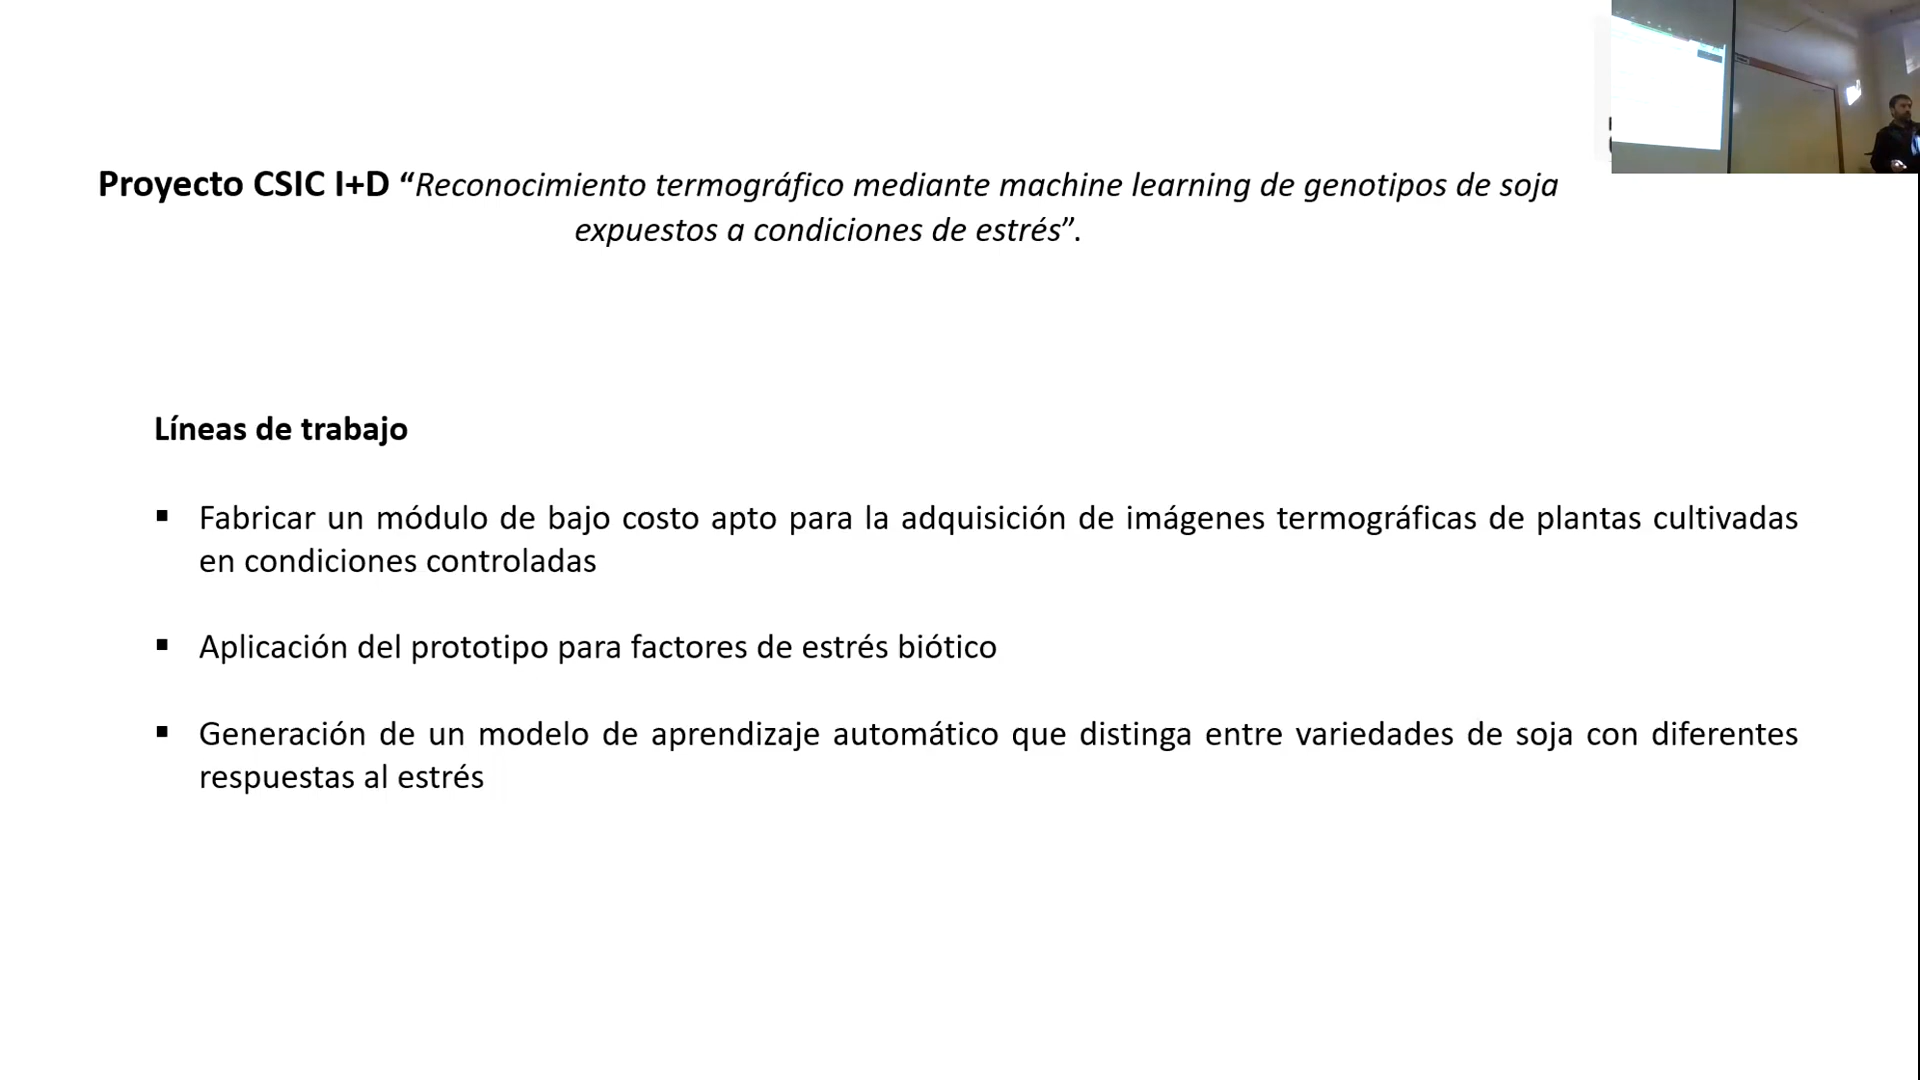 Proyecto CSIC I+D “Reconocimiento termográfico mediante machine learning de genotipos de soja
expuestos a condiciones de estrés”.
Líneas de trabajo
▪ Fabricar un módulo de bajo costo apto para la adquisición de imágenes termográficas de plantas cultivadas
en condiciones controladas
▪ Aplicación del prototipo para factores de estrés biótico
▪ Generación de un modelo de aprendizaje automático que distinga entre variedades de soja con diferentes
respuestas al estrés